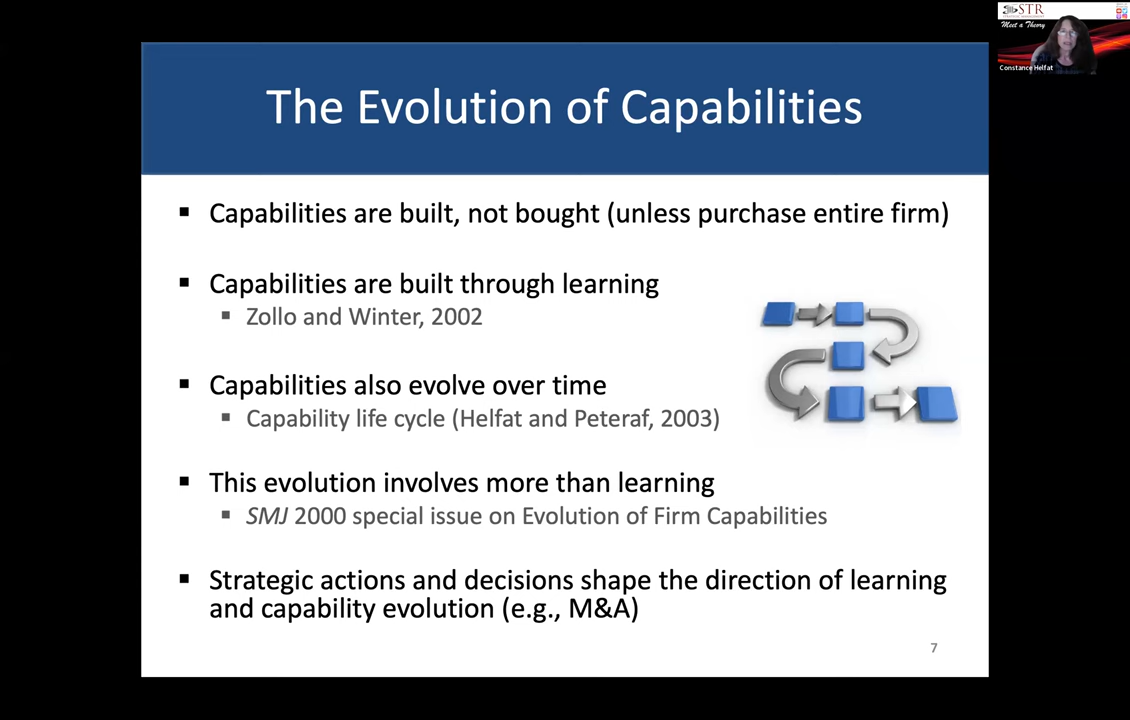 The Evolution of Capabilities
▪ Capabilities are built, not bought (unless purchase entire firm)
▪ Capabilities are built through learning
▪ Zollo and Winter, 2002
▪ Capabilities also evolve over time
▪ Capability life cycle (Helfat and Peteraf, 2003)
▪ This evolution involves more than learning
▪ SMJ 2000 special issue on Evolution of Firm Capabilities
▪ Strategic actions and decisions shape the direction of learning
and capability evolution (e.g., M&A)
7
STR
Meet a Theory
Constance Helfat